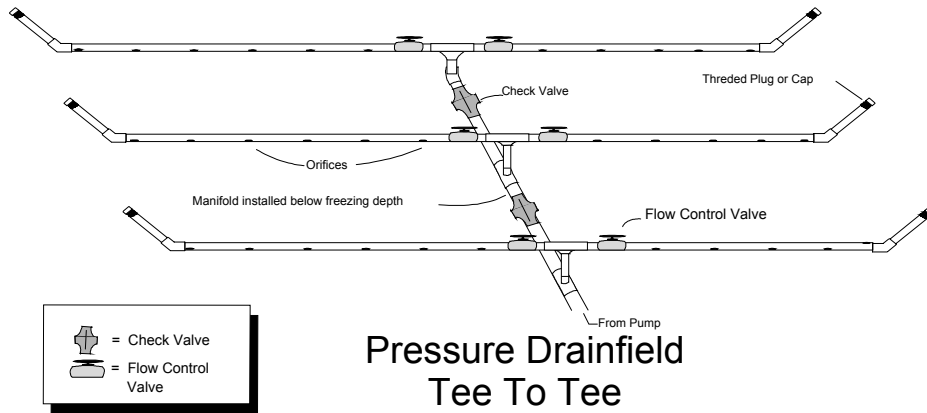 Check Valve
Threded Plug or Cap
Orifices
Manifold installed below freezing depth
Flow Control Valve
From Pump
= Check Valve
= Flow Control
Valve
Pressure Drainfield
Tee To Tee